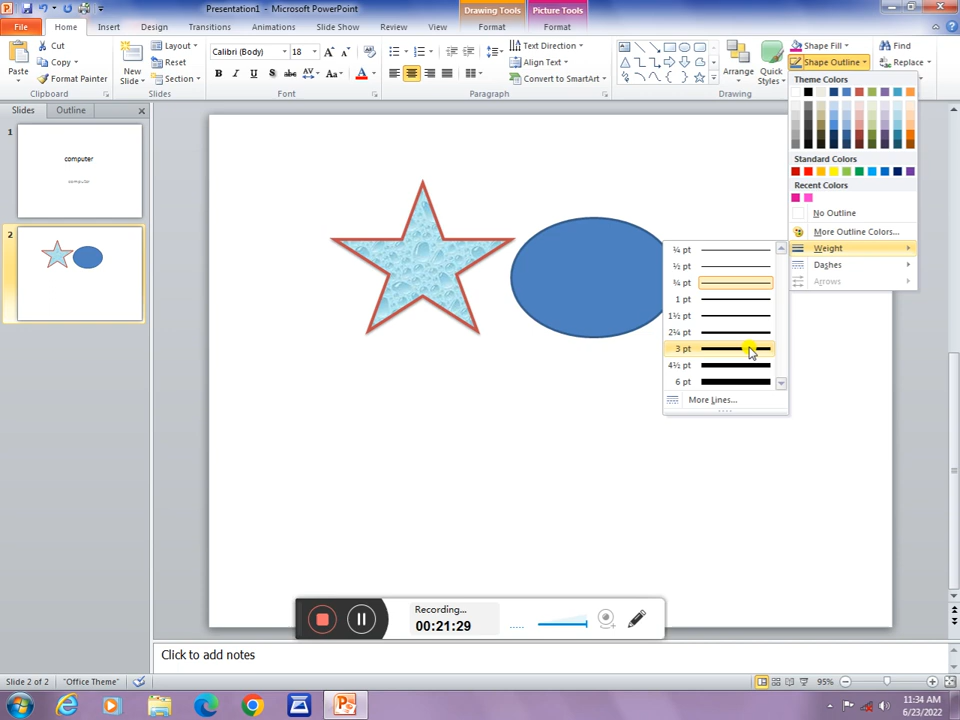 Presentation1 - Microsoft PowerPoint
Drawing Tools
Picture Tools
File
Home
Insert
Design
Transitions
Animations
Slide Show
Review
View
Format
Format
Paste
Cut
Copy
Format Painter
Clipboard
New
Slide
Layout
Reset
Section
Slides
Calibri (Body)
18
B I U S abc AV Aa A
Font
Text Direction
Align Text
Convert to SmartArt
Paragraph
Arrange
Quick
Styles
Shape Fill
Shape Outline
Drawing
Find
Replace
Slides
Outline
1
computer
computer
2
Theme Colors
Standard Colors
Recent Colors
No Outline
More Outline Colors...
Weight
Dashes
Arrows
¼ pt
½ pt
¾ pt
1 pt
1½ pt
2¼ pt
3 pt
4½ pt
6 pt
More Lines...
Recording...
00:21:29
Click to add notes
Slide 2 of 2
"Office Theme"
95%
11:34 AM
6/23/2022